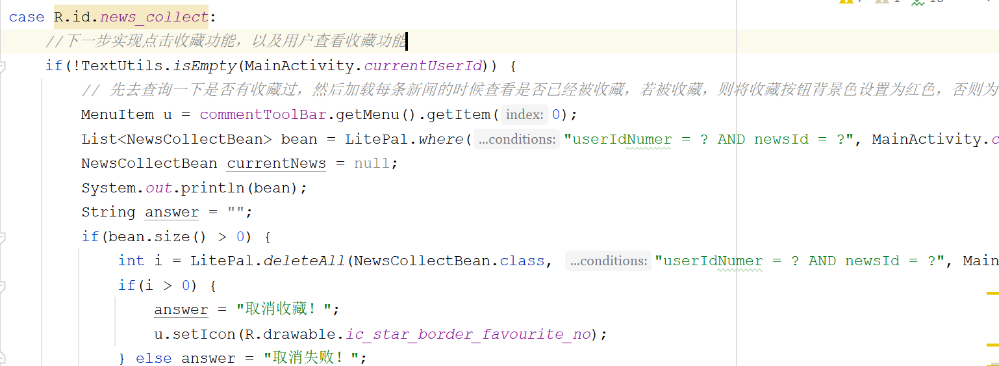 case R.id.news_collect:
//下一步实现点击收藏功能，以及用户查看收藏功能
if(!TextUtils.isEmpty(MainActivity.currentUserId)) {
// 先去查询一下是否有收藏过，然后加载每条新闻的时候查看是否已经被收藏，若被收藏，则将收藏按钮背景色设置为红色，否则为
MenuItem u = commentToolBar.getMenu().getItem( index: 0);
List<NewsCollectBean> bean = LitePal.where( ...conditions: "userIdNumer = ? AND newsId = ?", MainActivity.c
NewsCollectBean currentNews = null;
System.out.println(bean);
String answer = "";
if(bean.size() > 0) {
int i = LitePal.deleteAll(NewsCollectBean.class, ...conditions: "userIdNumer = ? AND newsId = ?", Main
if(i > 0) {
answer = "取消收藏！";
u.setIcon(R.drawable.ic_star_border_favourite_no);
} else answer = "取消失败！";